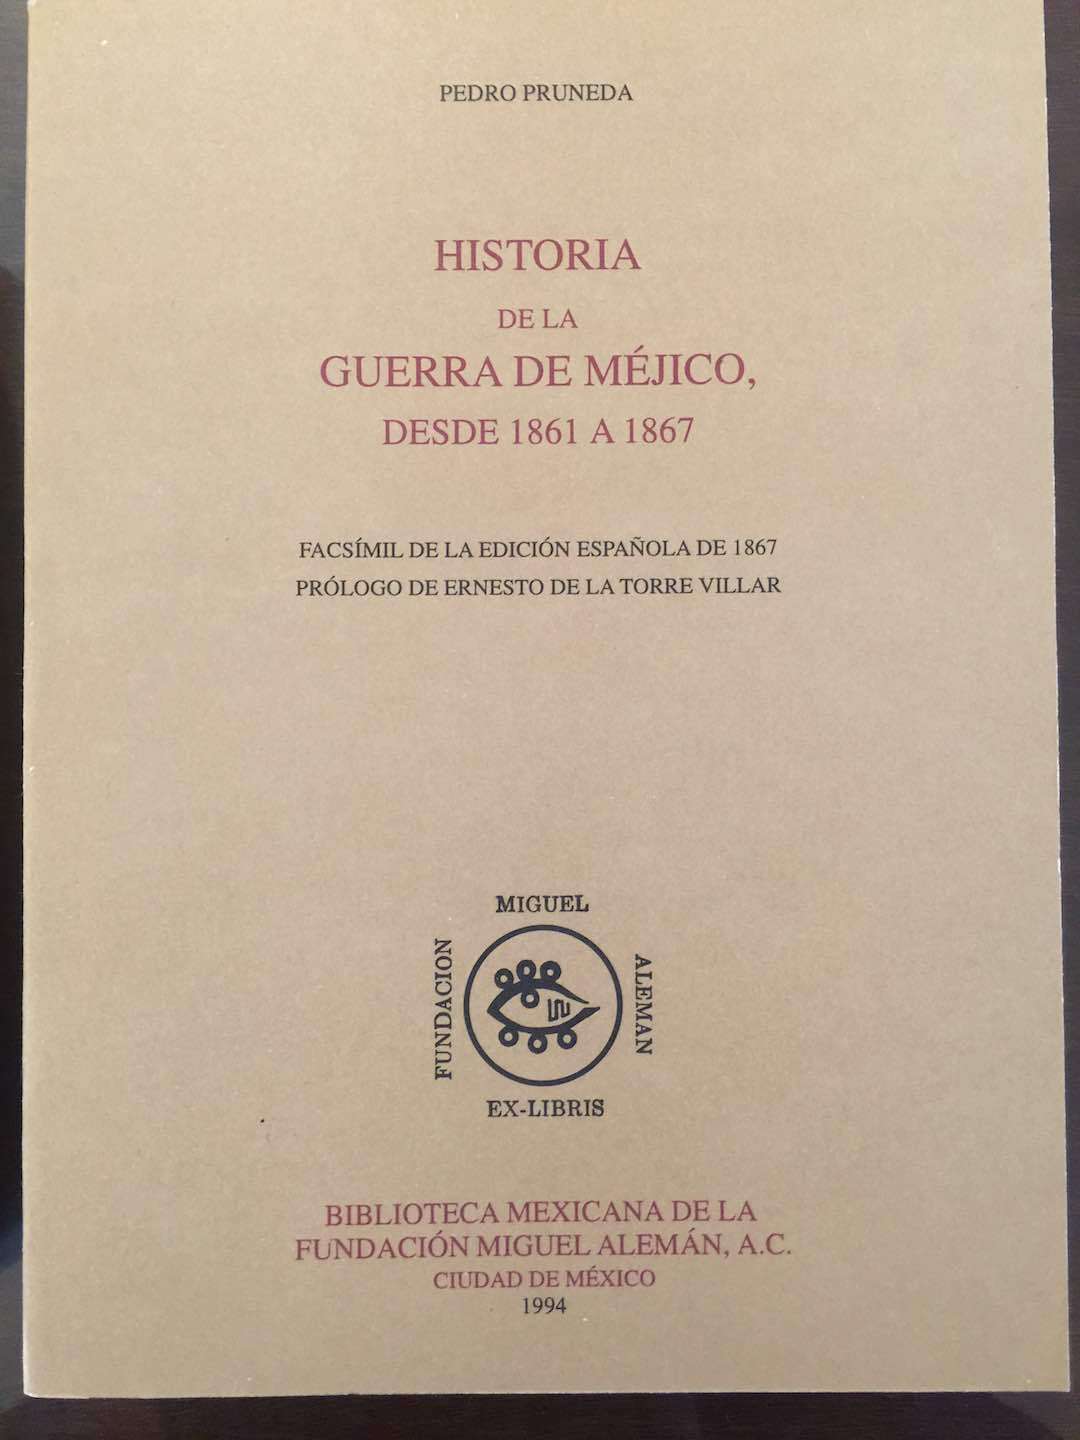 PEDRO PRUNEDA
HISTORIA
DE LA
GUERRA DE MÉJICO,
DESDE 1861 A 1867
FACSÍMIL DE LA EDICIÓN ESPAÑOLA DE 1867
PRÓLOGO DE ERNESTO DE LA TORRE VILLAR
FUNDACION
MIGUEL
ALEMAN
EX-LIBRIS
BIBLIOTECA MEXICANA DE LA
FUNDACIÓN MIGUEL ALEMÁN, A.C.
CIUDAD DE MÉXICO
1994